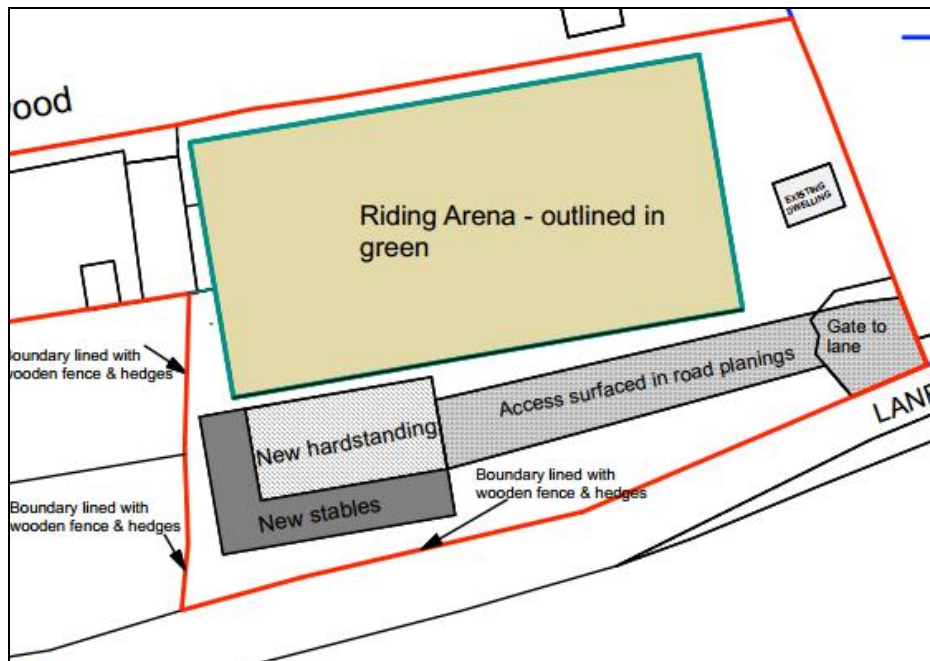 ood
Riding Arena - outlined in
green
EXISTING
DWELLING
Gate to
lane
Boundary lined with
wooden fence & hedges
Access surfaced in road planings
LANE
New hardstanding
Boundary lined with
wooden fence & hedges
Boundary lined with
wooden fence & hedges
New stables